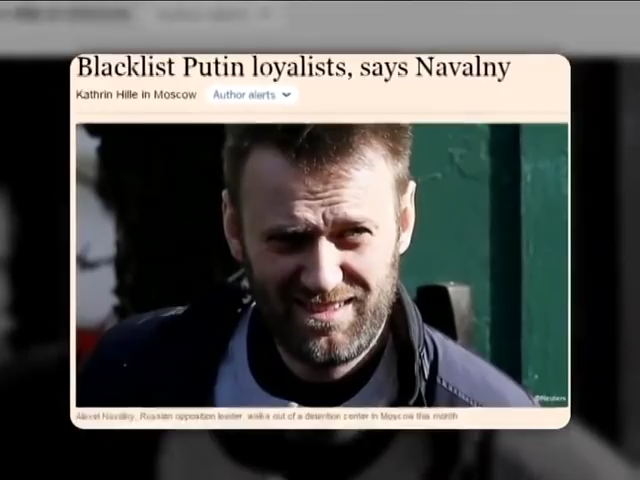 Blacklist Putin loyalists, says Navalny
Kathrin Hille in Moscow Author alerts
©Reuters
Alexei Navalny, Russian opposition leader, walks out of a detention center in Moscow this month